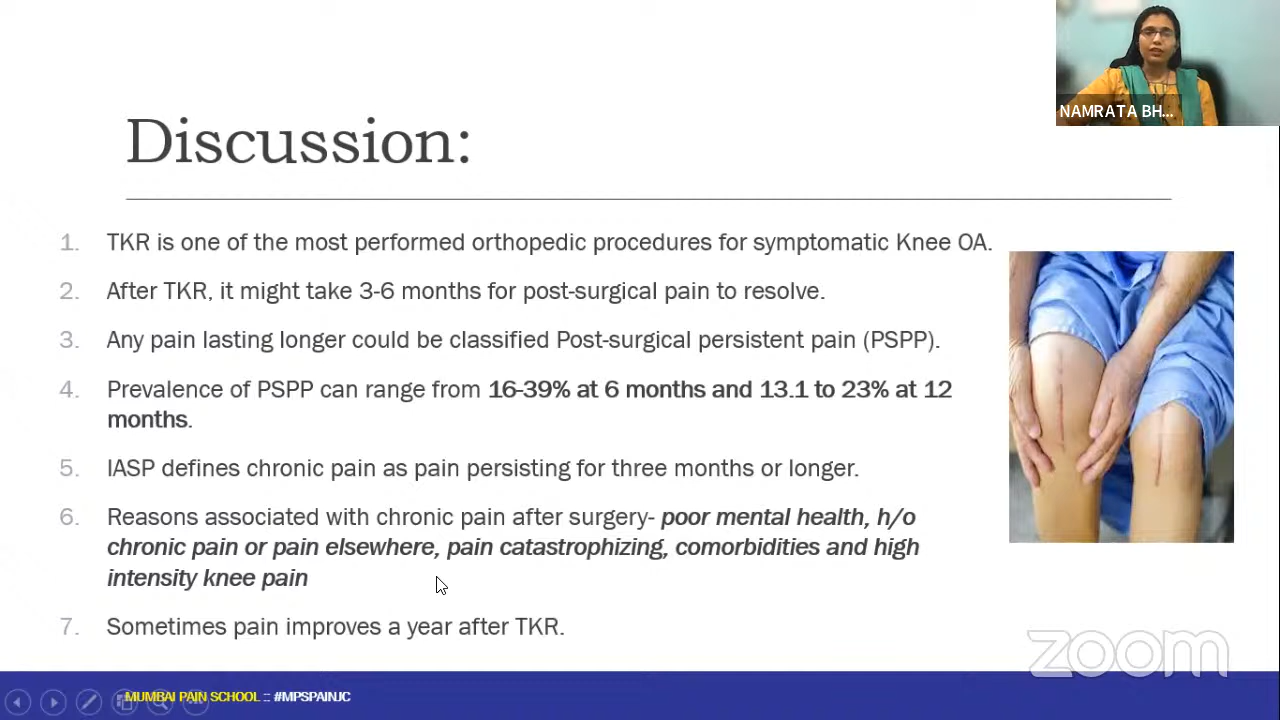 NAMRATA BH...
Discussion:
1. TKR is one of the most performed orthopedic procedures for symptomatic Knee OA.
2. After TKR, it might take 3-6 months for post-surgical pain to resolve.
3. Any pain lasting longer could be classified Post-surgical persistent pain (PSPP).
4. Prevalence of PSPP can range from 16-39% at 6 months and 13.1 to 23% at 12
months.
5. IASP defines chronic pain as pain persisting for three months or longer.
6. Reasons associated with chronic pain after surgery- poor mental health, h/o
chronic pain or pain elsewhere, pain catastrophizing, comorbidities and high
intensity knee pain
7. Sometimes pain improves a year after TKR.
zoom
MUMBAI PAIN SCHOOL :: #MPSPAINJC